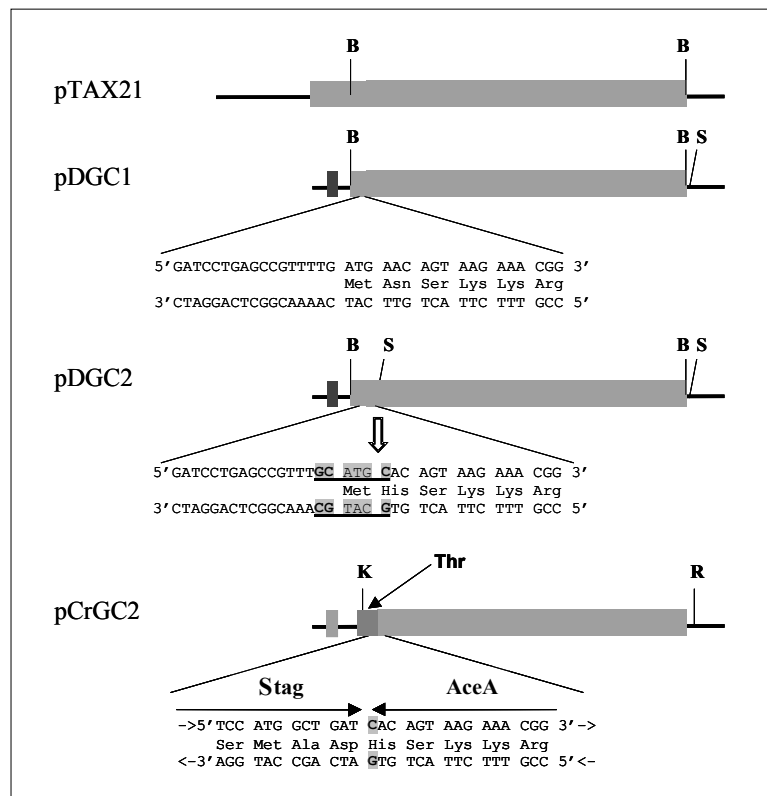 B B
pTAX21
B B S
pDGC1
5'GATCCTGAGCCGTTTTG ATG AAC AGT AAG AAA CGG 3'
Met Asn Ser Lys Lys Arg
3'CTAGGACTCGGCAAAAC TAC TTG TCA TTC TTT GCC 5'
B S B S
pDGC2
5'GATCCTGAGCCGTTTGC ATG CAC AGT AAG AAA CGG 3'
Met His Ser Lys Lys Arg
3'CTAGGACTCGGCAAACG TAC GTG TCA TTC TTT GCC 5'
K Thr R
pCrGC2
Stag AceA
->5'TCC ATG GCT GAT CAC AGT AAG AAA CGG 3'->
Ser Met Ala Asp His Ser Lys Lys Arg
<-3'AGG TAC CGA CTA GTG TCA TTC TTT GCC 5'<-